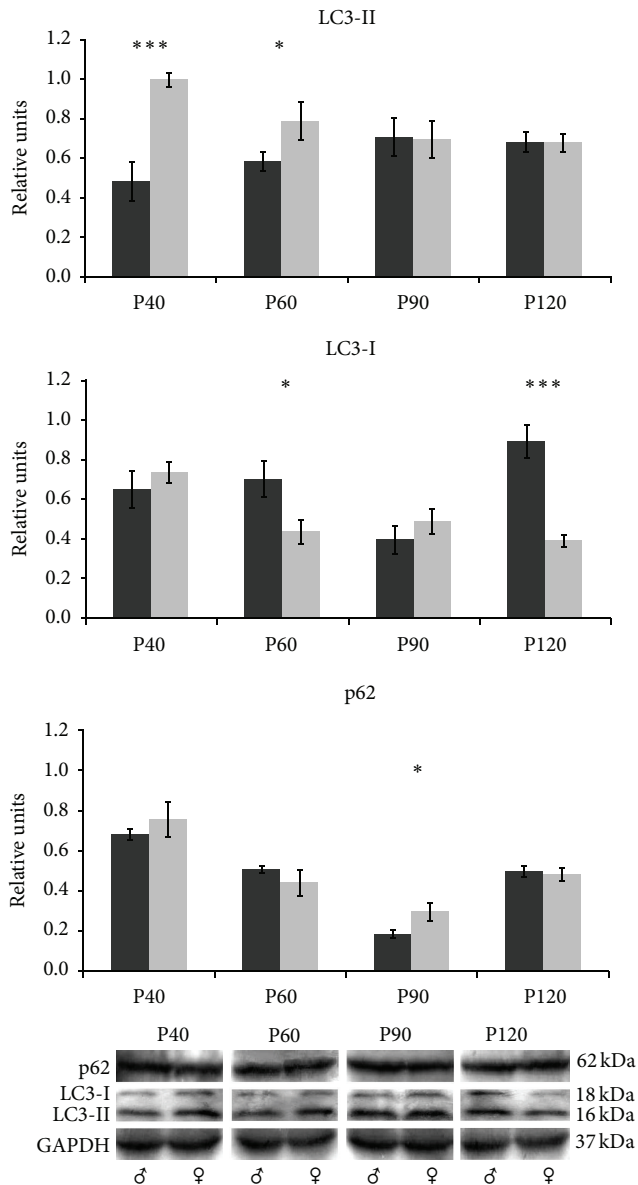 LC3-II
1.2
* * *
*
1.0
0.8
0.6
0.4
0.2
0.0
Relative units
P40 P60 P90 P120
LC3-I
1.2
*
* * *
1.0
0.8
0.6
0.4
0.2
0.0
Relative units
P40 P60 P90 P120
p62
1.2
1.0
*
0.8
0.6
0.4
0.2
0.0
Relative units
P40 P60 P90 P120
P40 P60 P90 P120
p62 62 kDa
LC3-I 18 kDa
LC3-II 16 kDa
GAPDH 37 kDa
♂ ♀ ♂ ♀ ♂ ♀ ♂ ♀